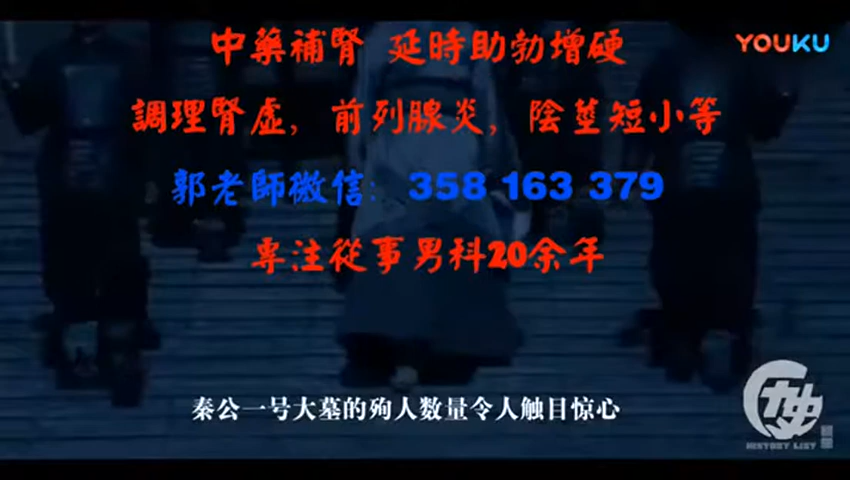 中藥補腎 延時助勃增硬
YOUKU
調理腎虛，前列腺炎，陰莖短小等
郭老師微信：358 163 379
專注從事男科20余年
秦公一号大墓的殉人数量令人触目惊心
HISTORY LIST